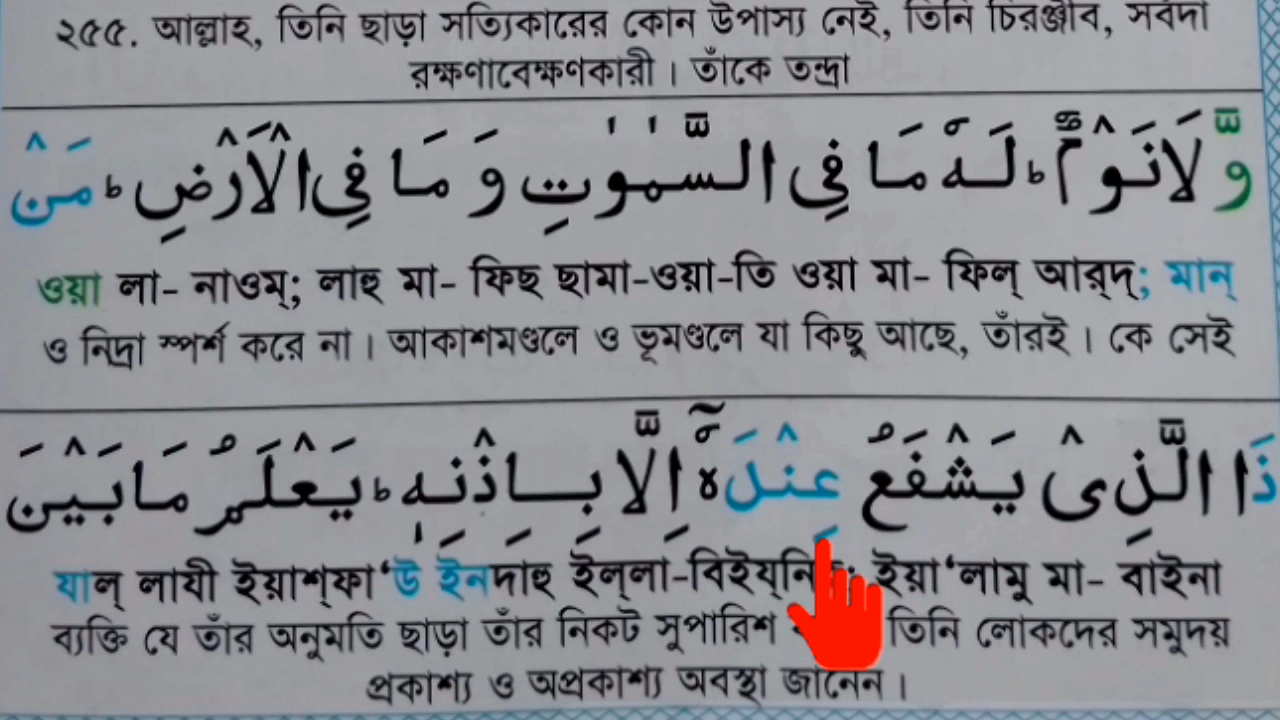 ২৫৫. আল্লাহ, তিনি ছাড়া সত্যিকারের কোন উপাস্য নেই, তিনি চিরঞ্জীব, সর্বদা
রক্ষণাবেক্ষণকারী। তাঁকে তন্দ্রা
وَّلَا نَوْمٌ ؕ لَهٗ مَا فِي السَّمٰوٰتِ وَمَا فِي الْاَرْضِ ؕ مَنْ
ওয়া লা- নাওম্; লাহু মা- ফিছ ছামা-ওয়া-তি ওয়া মা- ফিল্ আর্‌দ্; মান্
ও নিদ্রা স্পর্শ করে না। আকাশমণ্ডলে ও ভূমণ্ডলে যা কিছু আছে, তাঁরই। কে সেই
ذَا الَّذِیْ یَشْفَعُ عِنْدَهٗۤ اِلَّا بِاِذْنِهٖ ؕ یَعْلَمُ مَا بَیْنَ
যাল্ লাযী ইয়াশ্‌ফা‘উ ইনদাহু ইল্‌লা-বিইয্‌নি ইয়া‘লামু মা- বাইনা
ব্যক্তি যে তাঁর অনুমতি ছাড়া তাঁর নিকট সুপারিশ তিনি লোকদের সমুদয়
প্রকাশ্য ও অপ্রকাশ্য অবস্থা জানেন।